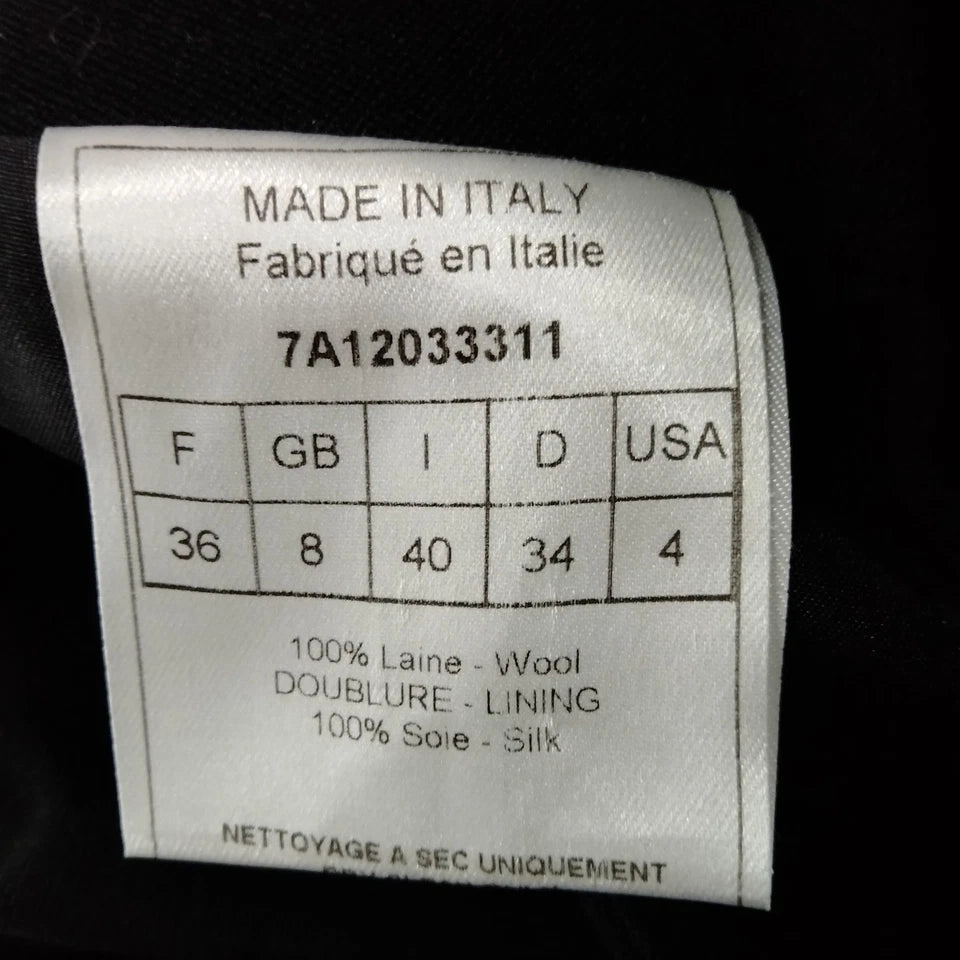 MADE IN ITALY
Fabriqué en Italie
7A12033311
F GB I D USA
36 8 40 34 4
100% Laine - Wool
DOUBLURE - LINING
100% Soie - Silk
NETTOYAGE A SEC UNIQUEMENT